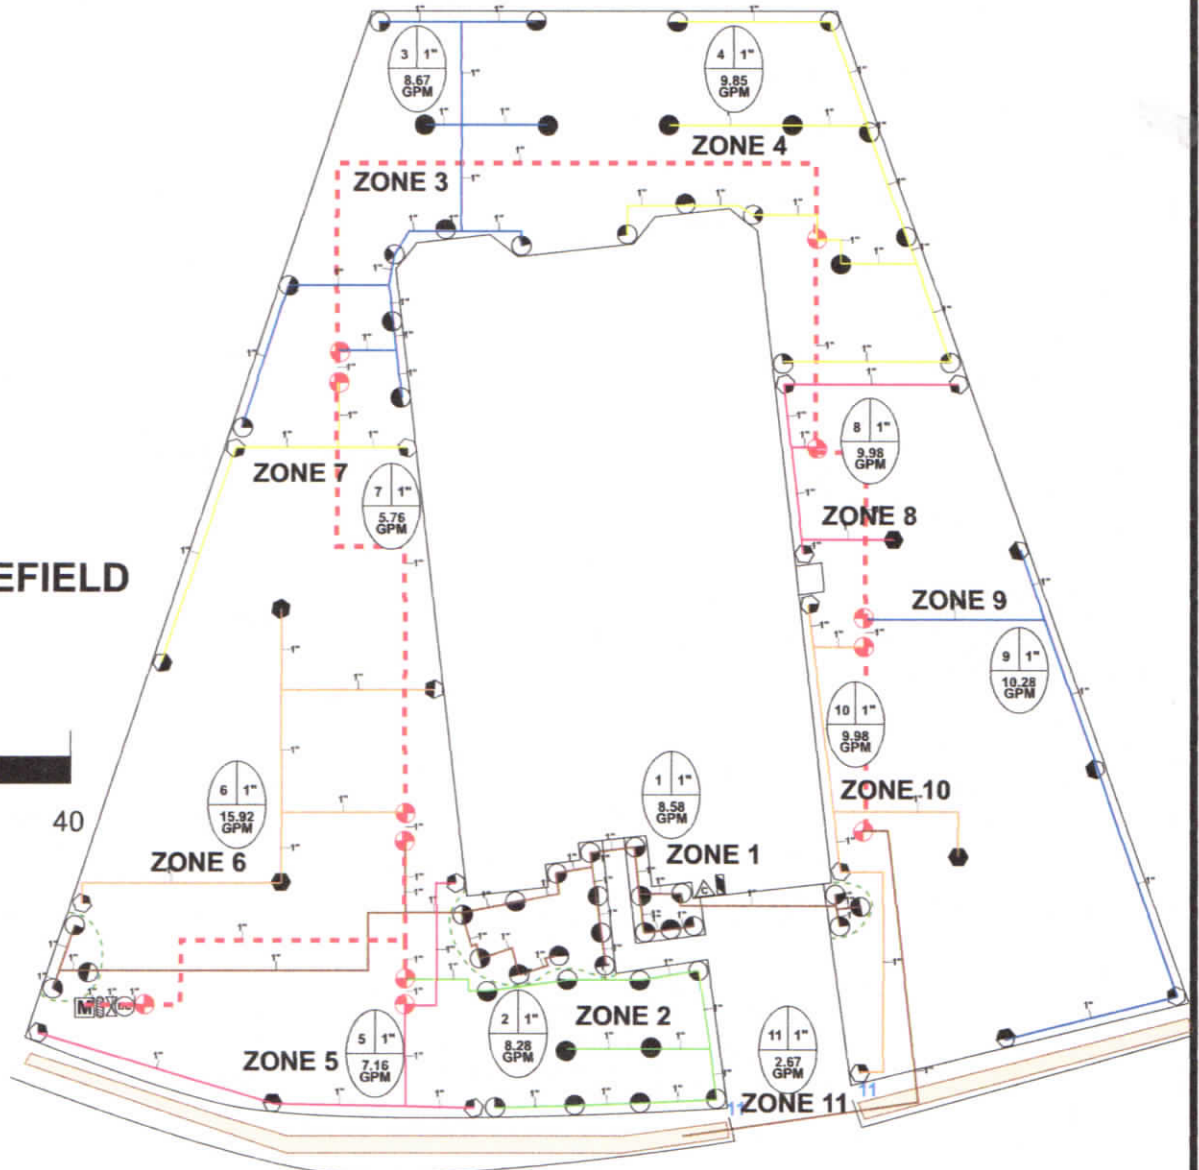 3 1"
8.67
GPM
4 1"
9.85
GPM
ZONE 4
ZONE 3
8 1"
9.98
GPM
ZONE 7
7 1"
5.76
GPM
ZONE 8
EFIELD
ZONE 9
9 1"
10.28
GPM
10 1"
9.98
GPM
6 1"
15.92
GPM
1 1"
8.58
GPM
ZONE 10
40
ZONE 6
ZONE 1
C
M
ZONE 2
2 1"
8.28
GPM
5 1"
7.16
GPM
11 1"
2.67
GPM
ZONE 5
11
ZONE 11
11